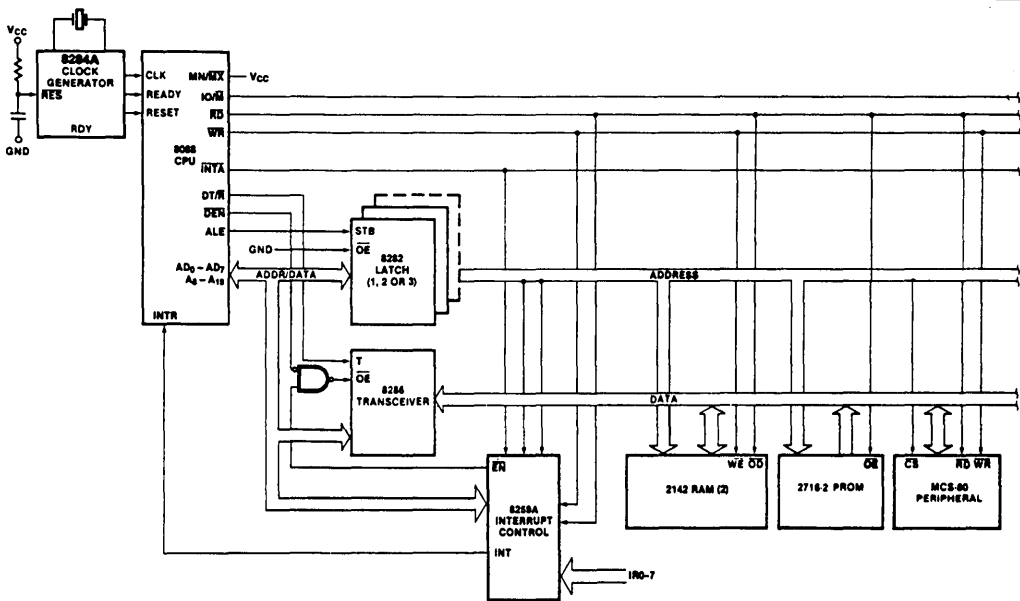 VCC
8284A
CLOCK
GENERATOR
RES
RDY
GND
CLK
READY
RESET
8088
CPU
MN/MX
VCC
IO/M
RD
WR
INTA
DT/R
DEN
ALE
AD0 – AD7
A8 – A19
INTR
GND
ADDR/DATA
STB
OE
8282
LATCH
(1, 2 OR 3)
ADDRESS
T
OE
8286
TRANSCEIVER
DATA
EN
8259A
INTERRUPT
CONTROL
INT
IR0-7
WE OD
2142 RAM (2)
OE
2716-2 PROM
CS RD WR
MCS-80
PERIPHERAL